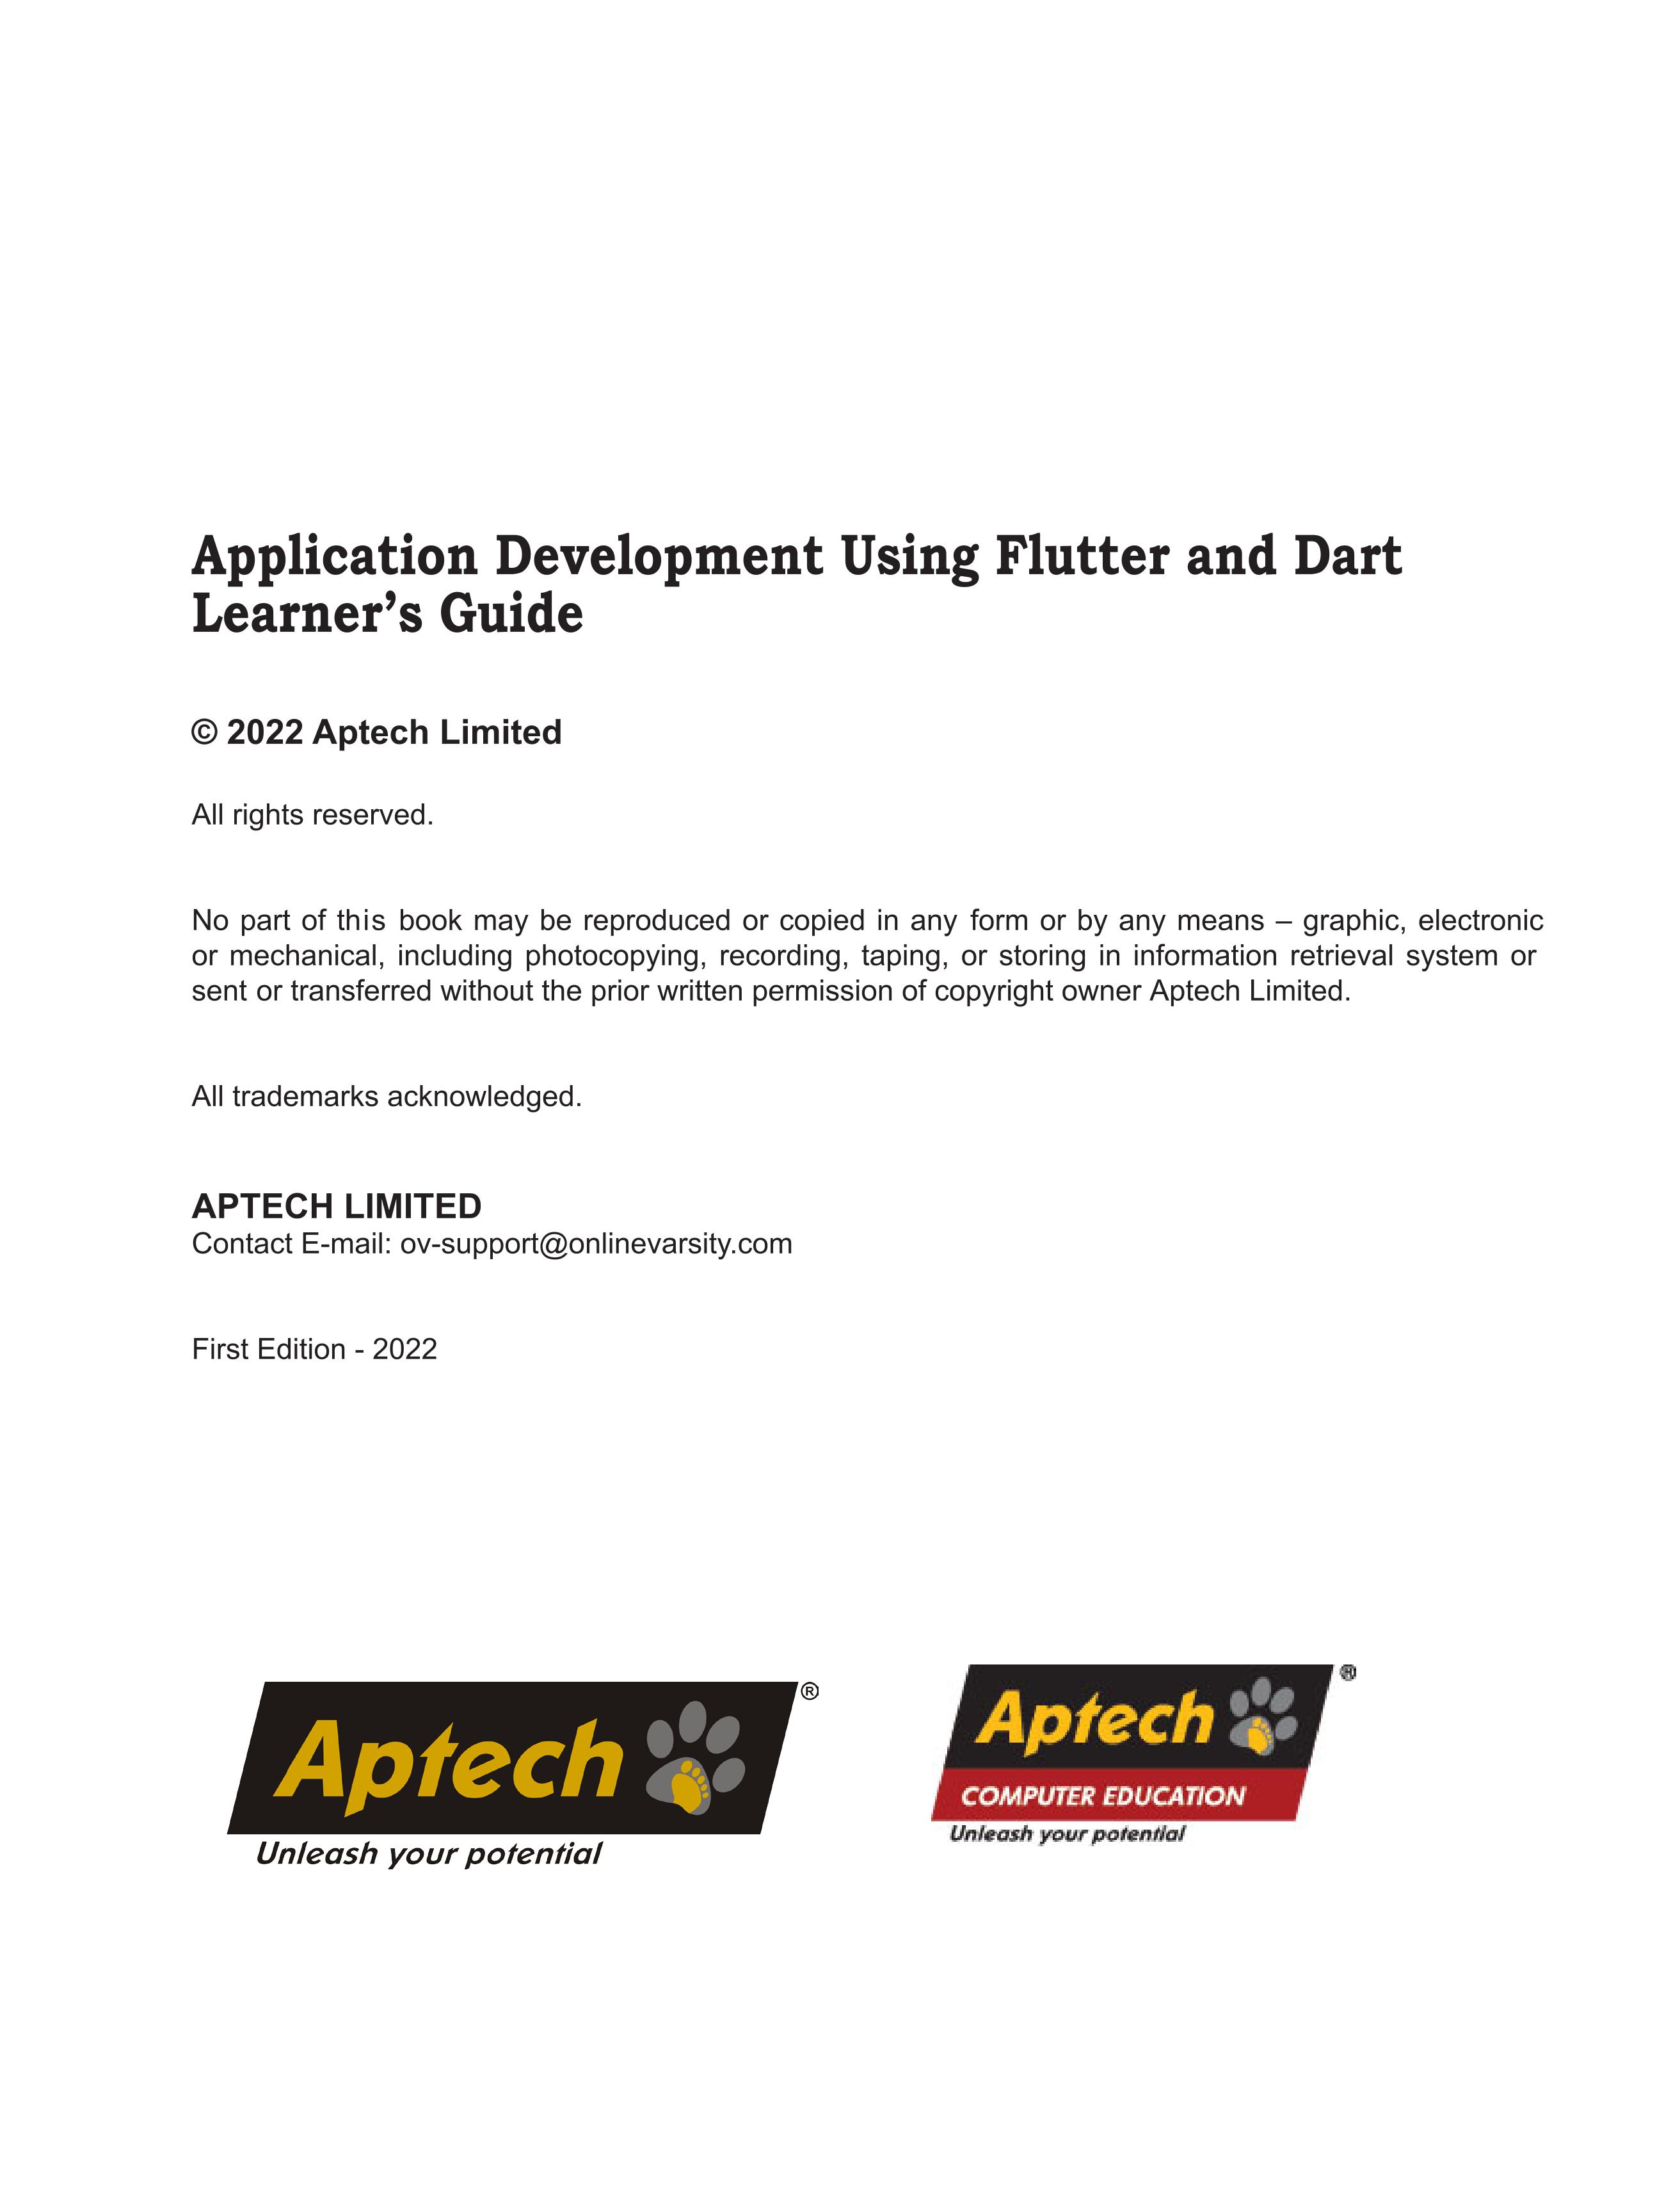 Application Development Using Flutter and Dart
Learner’s Guide
© 2022 Aptech Limited
All rights reserved.
No part of this book may be reproduced or copied in any form or by any means – graphic, electronic
or mechanical, including photocopying, recording, taping, or storing in information retrieval system or
sent or transferred without the prior written permission of copyright owner Aptech Limited.
All trademarks acknowledged.
APTECH LIMITED
Contact E-mail: ov-support@onlinevarsity.com
First Edition - 2022
Aptech ®
Unleash your potential
Aptech ®
COMPUTER EDUCATION
Unleash your potential